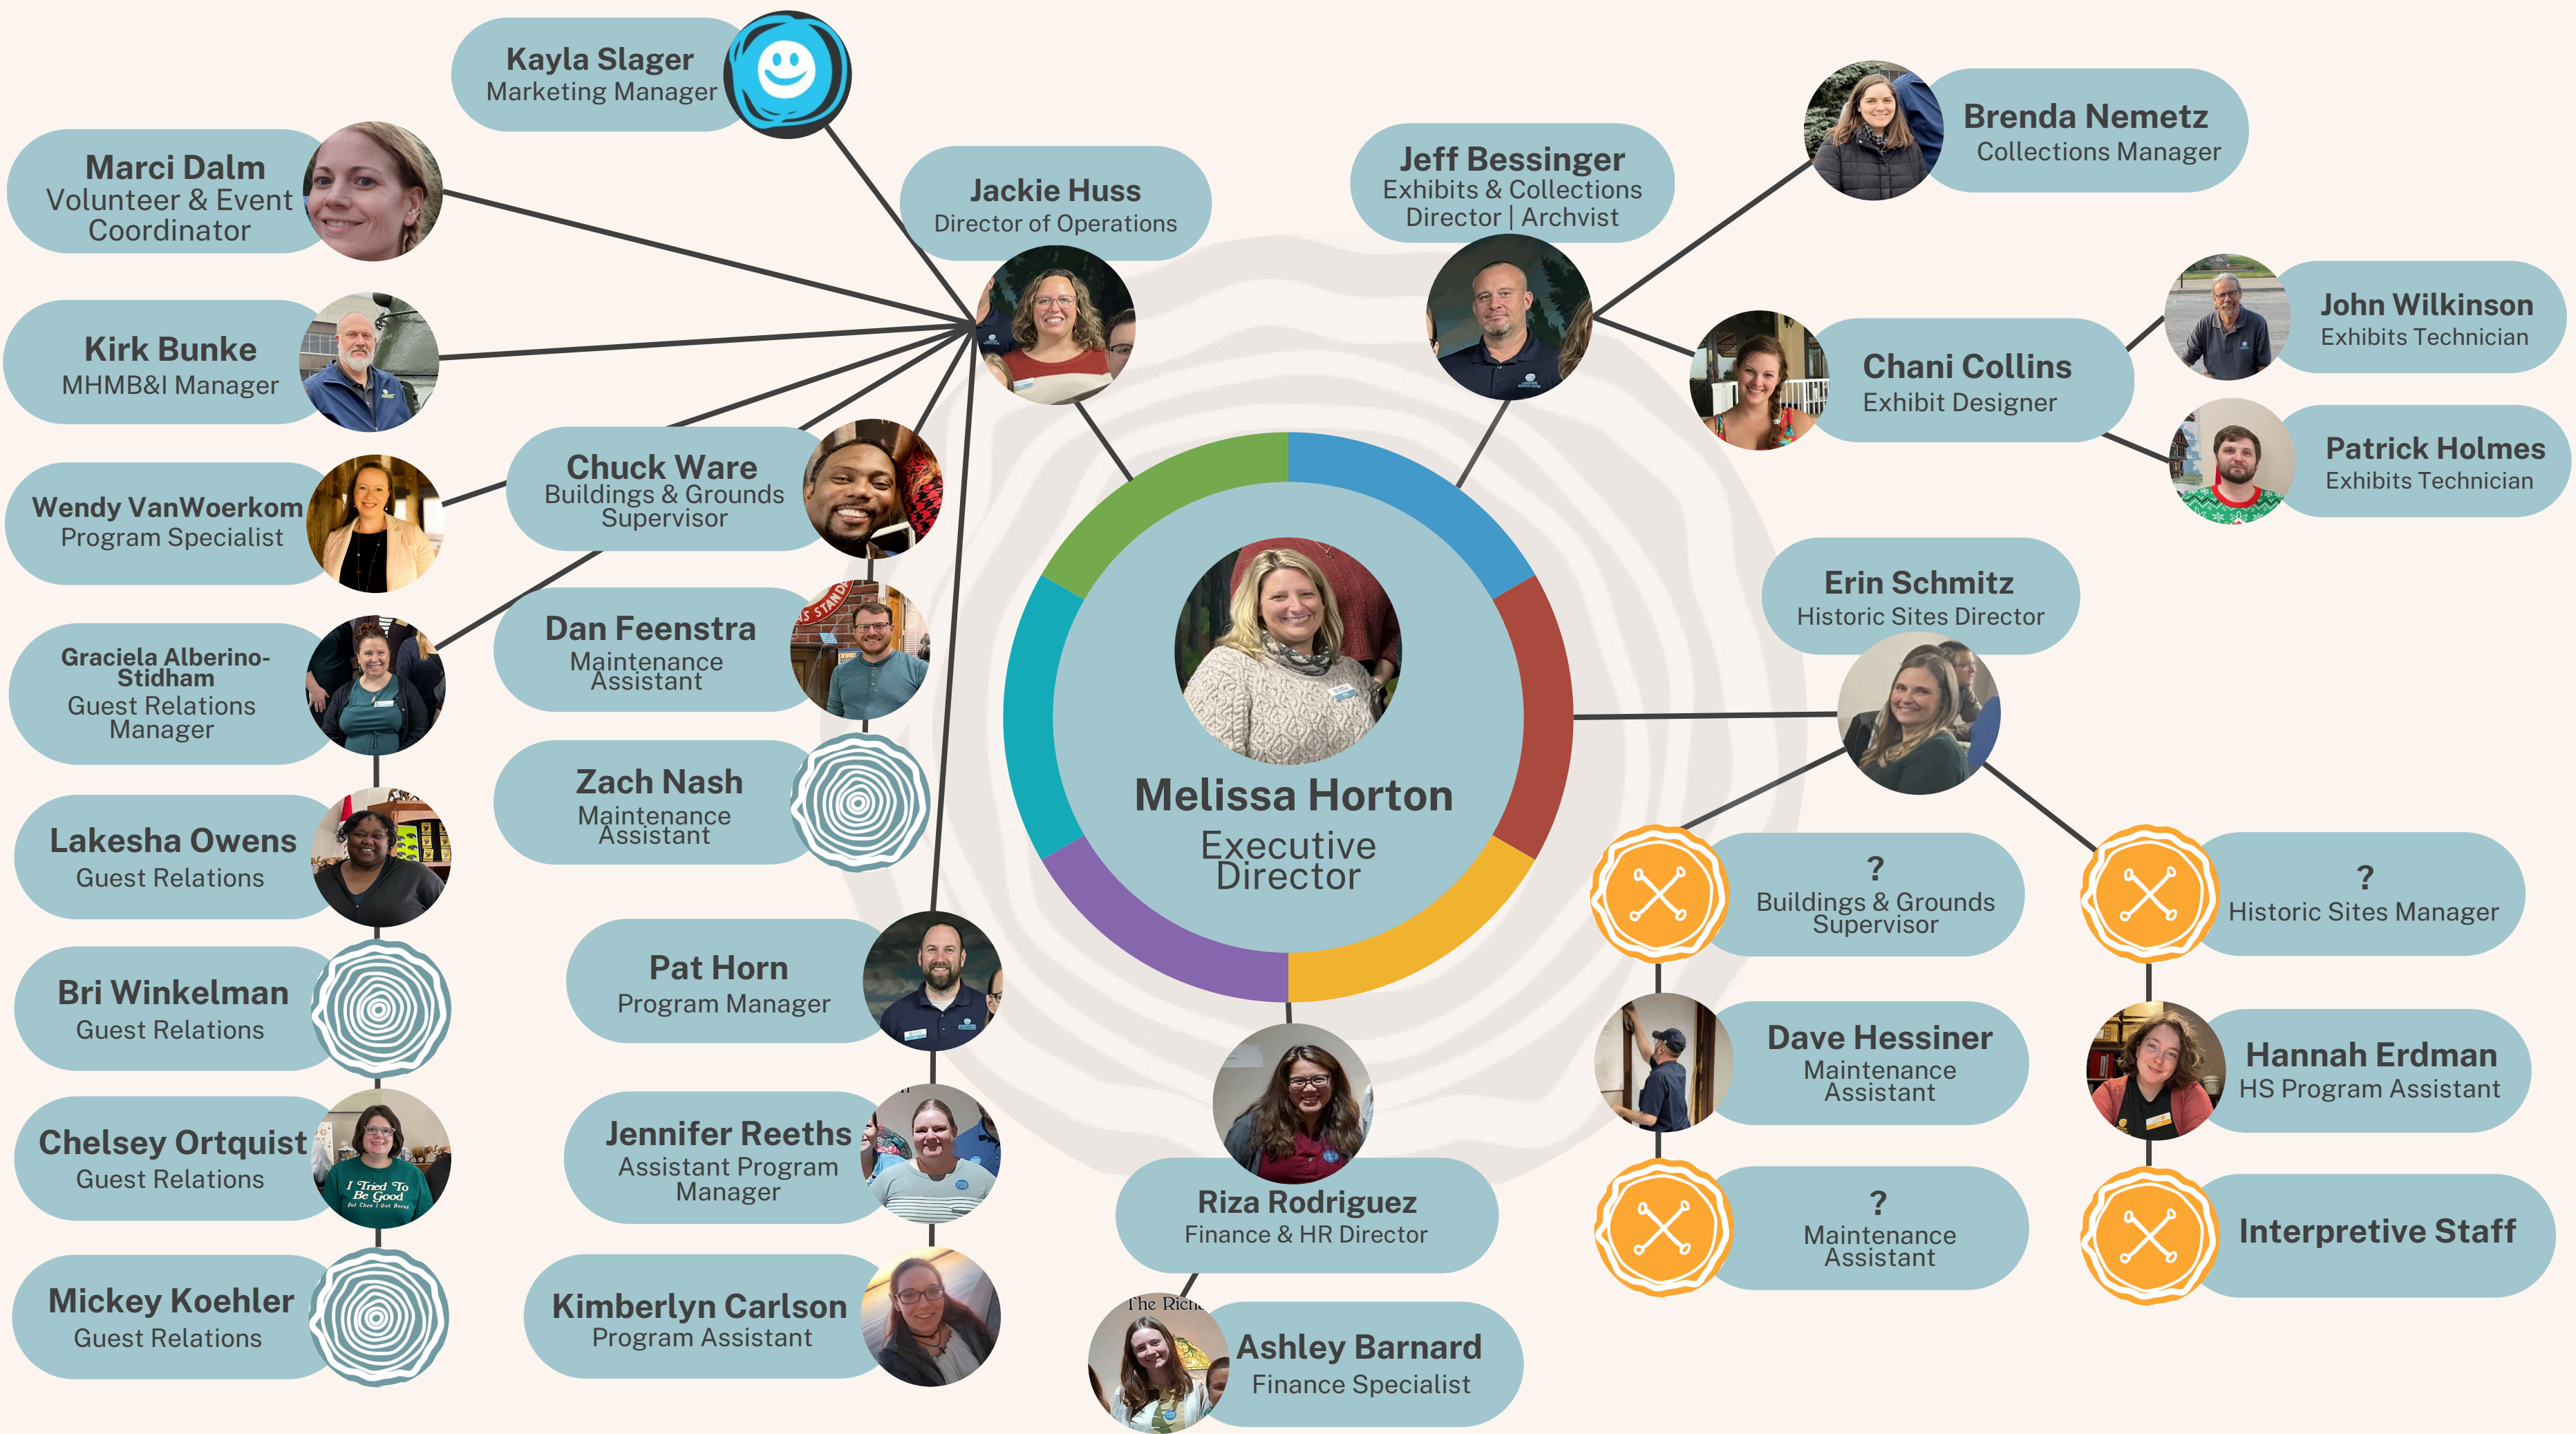 Kayla Slager
Marketing Manager
Marci Dalm
Volunteer & Event
Coordinator
Jackie Huss
Director of Operations
Jeff Bessinger
Exhibits & Collections
Director | Archvist
Brenda Nemetz
Collections Manager
Kirk Bunke
MHMB&I Manager
John Wilkinson
Exhibits Technician
Chani Collins
Exhibit Designer
Patrick Holmes
Exhibits Technician
Wendy VanWoerkom
Program Specialist
Chuck Ware
Buildings & Grounds
Supervisor
Graciela Alberino-
Stidham
Guest Relations
Manager
Dan Feenstra
Maintenance
Assistant
Erin Schmitz
Historic Sites Director
Zach Nash
Maintenance
Assistant
Melissa Horton
Executive
Director
Lakesha Owens
Guest Relations
?
Buildings & Grounds
Supervisor
?
Historic Sites Manager
Bri Winkelman
Guest Relations
Pat Horn
Program Manager
Dave Hessiner
Maintenance
Assistant
Hannah Erdman
HS Program Assistant
Chelsey Ortquist
Guest Relations
I Tried To
Be Good
But Then I Got Bored
Jennifer Reeths
Assistant Program
Manager
Riza Rodriguez
Finance & HR Director
?
Maintenance
Assistant
Interpretive Staff
Mickey Koehler
Guest Relations
Kimberlyn Carlson
Program Assistant
The
Ashley Barnard
Finance Specialist